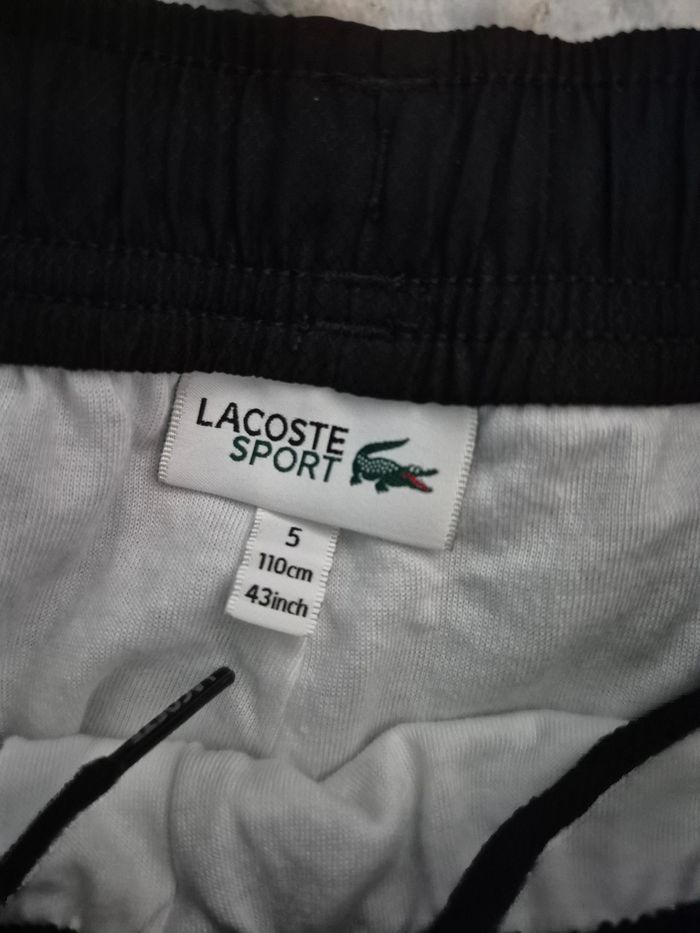 LACOSTE
SPORT
5
110cm
43inch